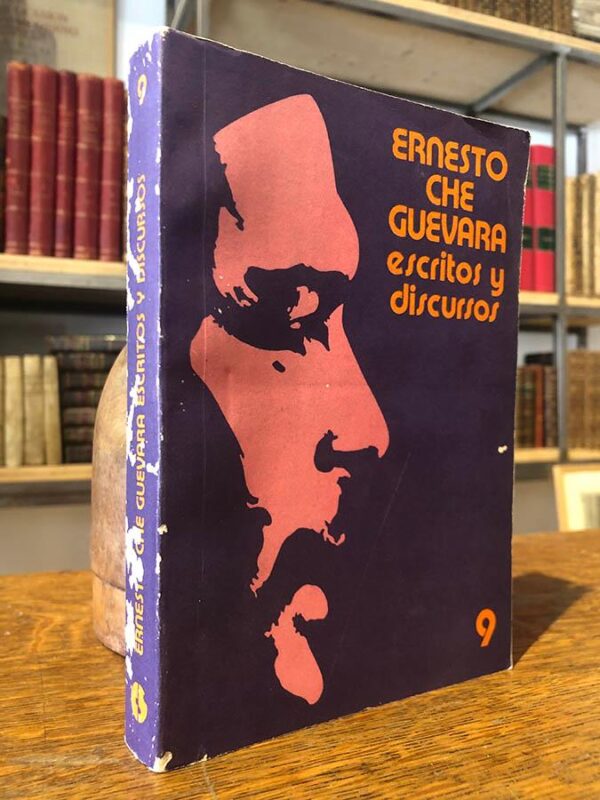 ERNESTO
CHE
GUEVARA
escritos y
discursos
9
9
ERNESTO CHE GUEVARA ESCRITOS Y DISCURSOS